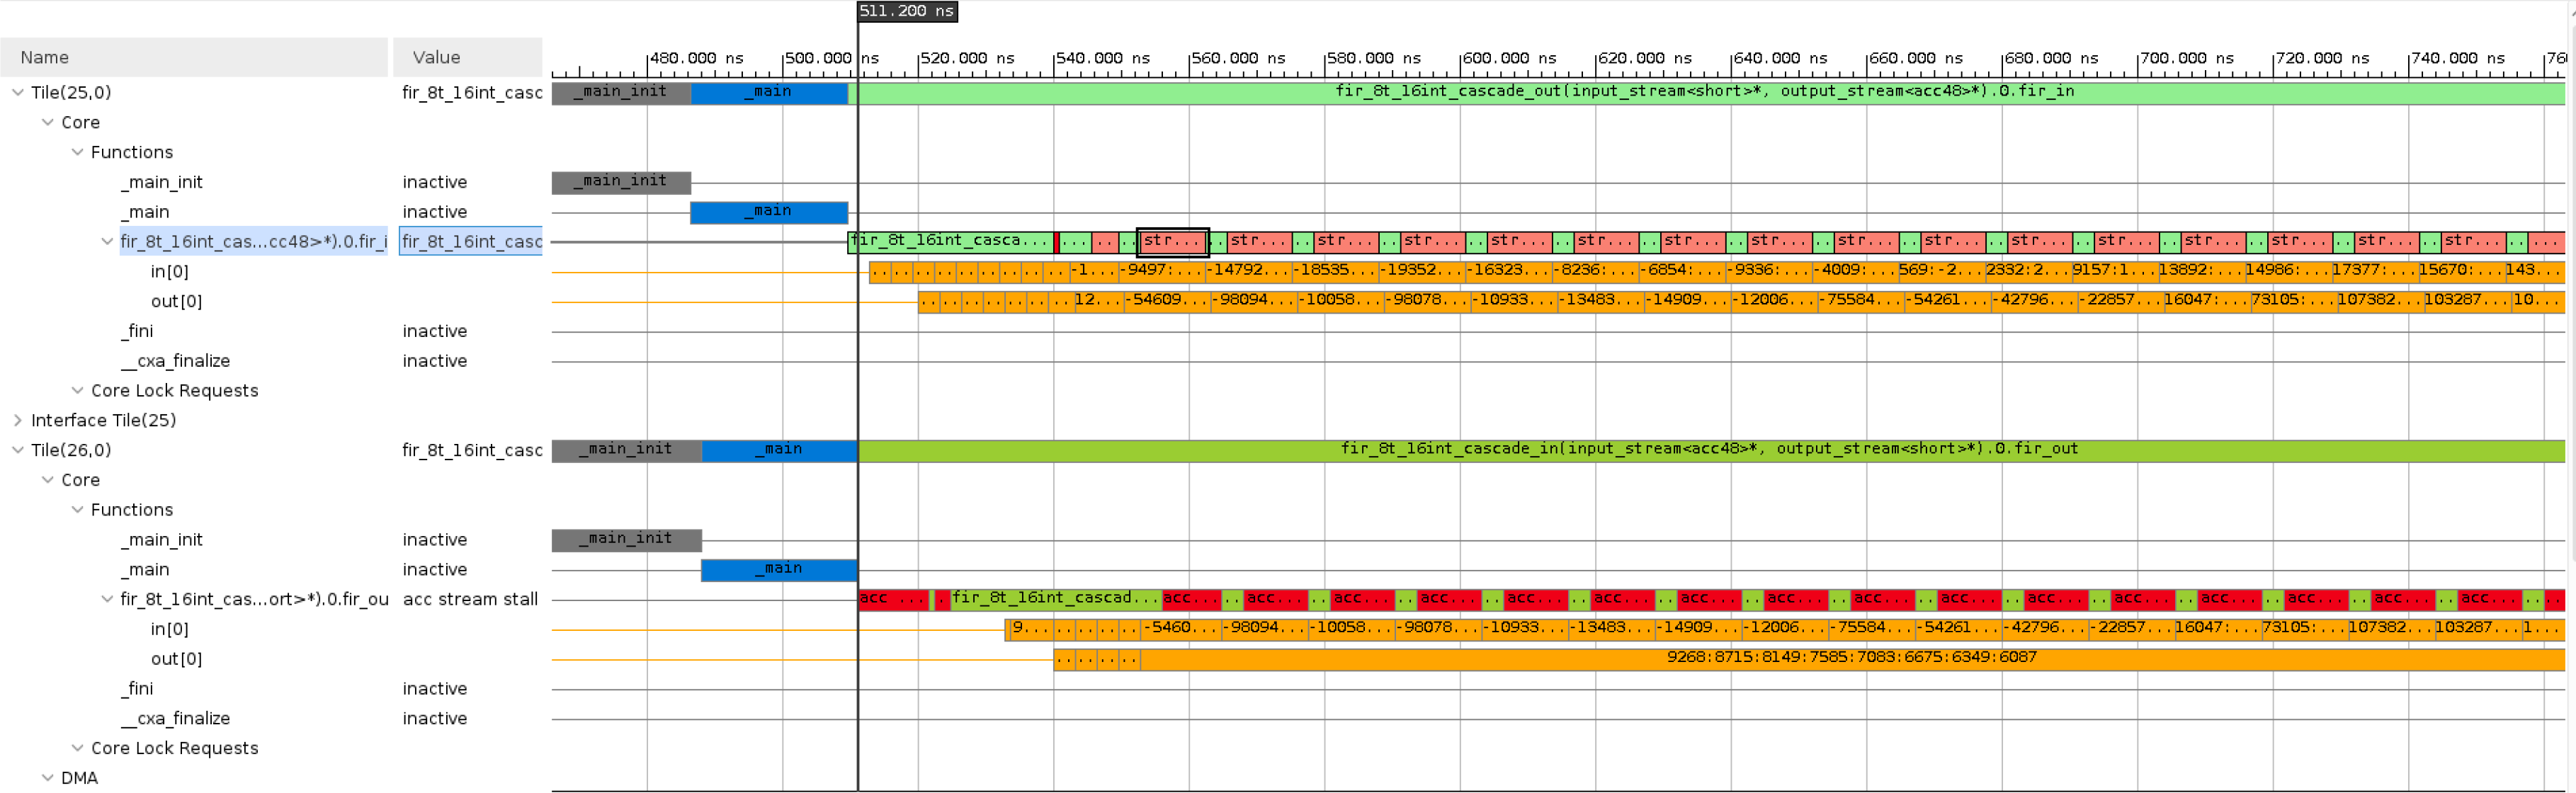 511.200 ns
Name Value 480.000 ns 500.000 ns 520.000 ns 540.000 ns 560.000 ns 580.000 ns 600.000 ns 620.000 ns 640.000 ns 660.000 ns 680.000 ns 700.000 ns 720.000 ns 740.000 ns 760
Tile(25,0) fir_8t_16int_casc _main_init _main fir_8t_16int_cascade_out(input_stream<short>*, output_stream<acc48>*).0.fir_in
Core
Functions
_main_init inactive _main_init
_main inactive _main
fir_8t_16int_cas...cc48>*).0.fir_i fir_8t_16int_casc fir_8t_16int_casca... ... .. .. str... .. str... .. str... .. str... .. str... .. str... .. str... .. str... .. str... .. str... .. str... .. str... .. str... .. str... .. str... .. str... .. ...
in[0] .. .. .. .. .. .. .. .. .. -1... -9497:... -14792... -18535... -19352... -16323... -8236:... -6854:... -9336:... -4009:... 569:-2... 2332:2... 9157:1... 13892:... 14986:... 17377:... 15670:... 143...
out[0] .. .. .. .. .. .. .. 12... -54609... -98094... -10058... -98078... -10933... -13483... -14909... -12006... -75584... -54261... -42796... -22857... 16047:... 73105:... 107382... 103287... 10...
_fini inactive
__cxa_finalize inactive
Core Lock Requests
Interface Tile(25)
Tile(26,0) fir_8t_16int_casc _main_init _main fir_8t_16int_cascade_in(input_stream<acc48>*, output_stream<short>*).0.fir_out
Core
Functions
_main_init inactive _main_init
_main inactive _main
fir_8t_16int_cas...ort>*).0.fir_ou acc stream stall acc ... . fir_8t_16int_cascad... acc... .. acc... .. acc... .. acc... .. acc... .. acc... .. acc... .. acc... .. acc... .. acc... .. acc... .. acc... .. acc... .. acc... .. acc... .. acc... .. ..
in[0] 9... .. .. .. .. -5460... -98094... -10058... -98078... -10933... -13483... -14909... -12006... -75584... -54261... -42796... -22857... 16047:... 73105:... 107382... 103287... 1...
out[0] .. .. .. .. 9268:8715:8149:7585:7083:6675:6349:6087
_fini inactive
__cxa_finalize inactive
Core Lock Requests
DMA